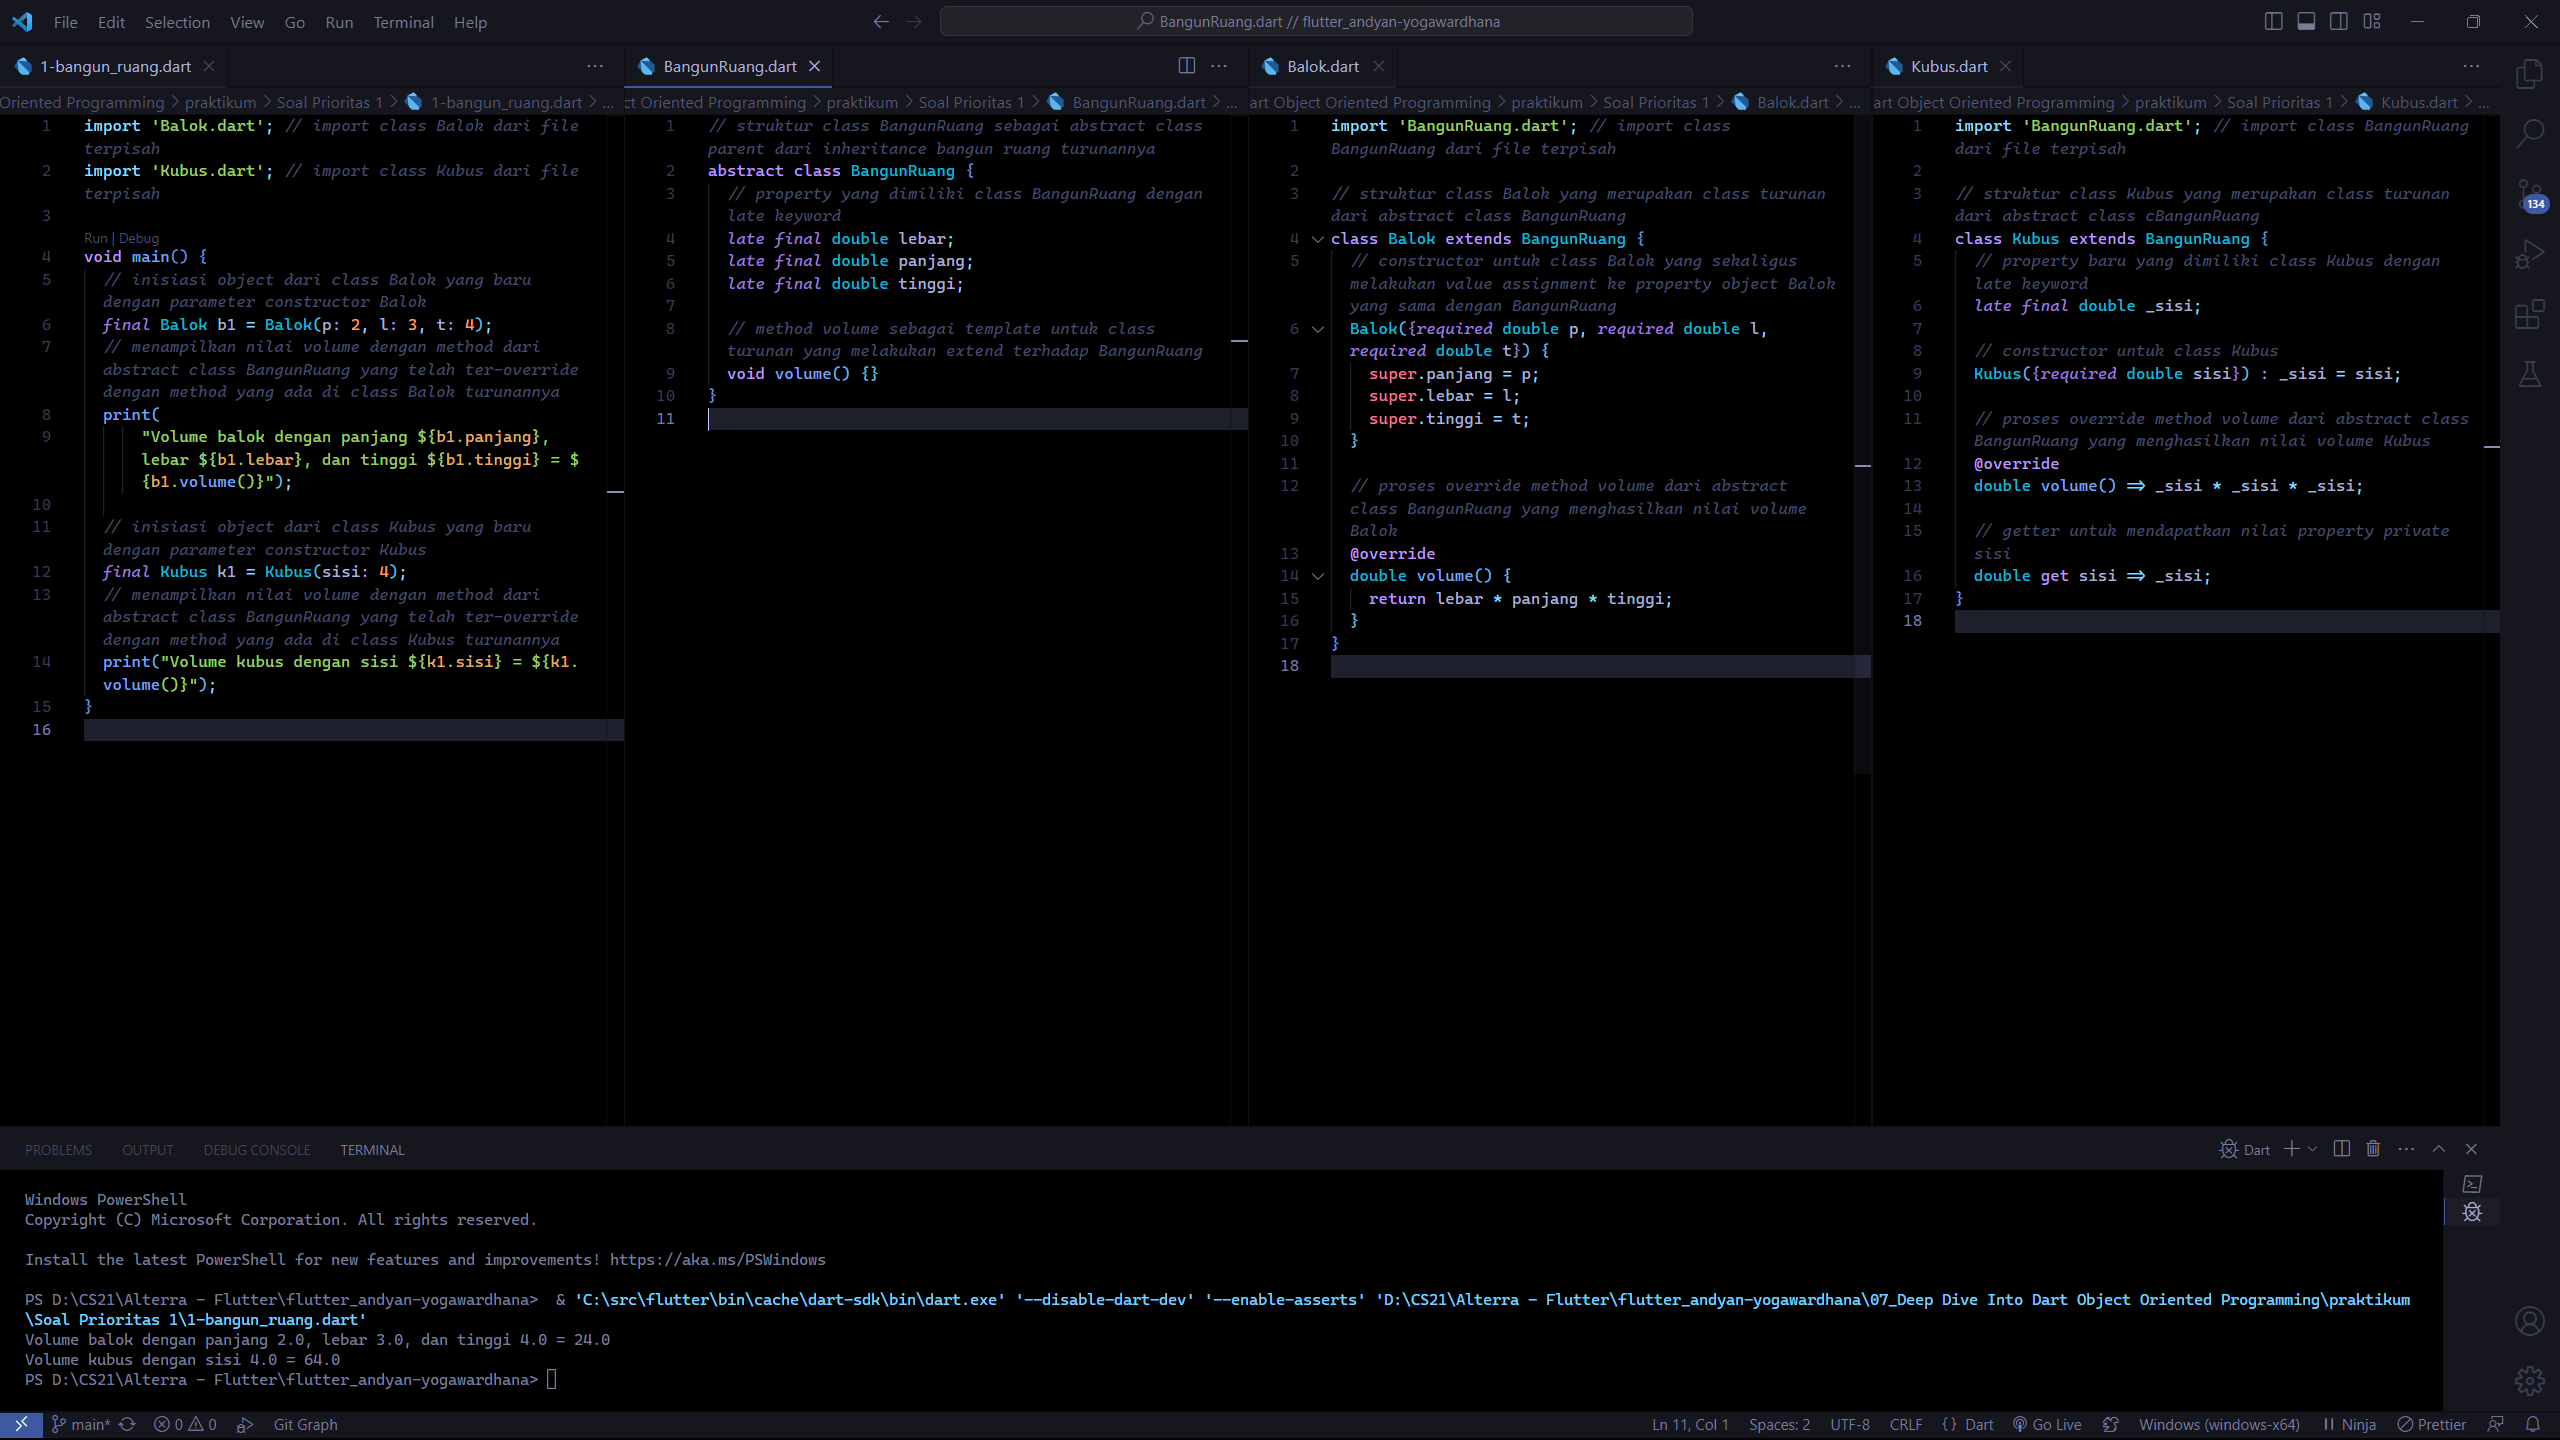 File Edit Selection View Go Run Terminal Help
BangunRuang.dart // flutter_andyan-yogawardhana
1-bangun_ruang.dart
Oriented Programming > praktikum > Soal Prioritas 1 > 1-bangun_ruang.dart > ...
1 import 'Balok.dart'; // import class Balok dari file
terpisah
2 import 'Kubus.dart'; // import class Kubus dari file
terpisah
3
Run | Debug
4 void main() {
5 // inisiasi object dari class Balok yang baru
dengan parameter constructor Balok
6 final Balok b1 = Balok(p: 2, l: 3, t: 4);
7 // menampilkan nilai volume dengan method dari
abstract class BangunRuang yang telah ter-override
dengan method yang ada di class Balok turunannya
8 print(
9 "Volume balok dengan panjang ${b1.panjang},
lebar ${b1.lebar}, dan tinggi ${b1.tinggi} = $
{b1.volume()}");
10
11 // inisiasi object dari class Kubus yang baru
dengan parameter constructor Kubus
12 final Kubus k1 = Kubus(sisi: 4);
13 // menampilkan nilai volume dengan method dari
abstract class BangunRuang yang telah ter-override
dengan method yang ada di class Kubus turunannya
14 print("Volume kubus dengan sisi ${k1.sisi} = ${k1.
volume()}");
15 }
16
BangunRuang.dart
ct Oriented Programming > praktikum > Soal Prioritas 1 > BangunRuang.dart > ...
1 // struktur class BangunRuang sebagai abstract class
parent dari inheritance bangun ruang turunannya
2 abstract class BangunRuang {
3 // property yang dimiliki class BangunRuang dengan
late keyword
4 late final double lebar;
5 late final double panjang;
6 late final double tinggi;
7
8 // method volume sebagai template untuk class
turunan yang melakukan extend terhadap BangunRuang
9 void volume() {}
10 }
11
Balok.dart
art Object Oriented Programming > praktikum > Soal Prioritas 1 > Balok.dart > ...
1 import 'BangunRuang.dart'; // import class
BangunRuang dari file terpisah
2
3 // struktur class Balok yang merupakan class turunan
dari abstract class BangunRuang
4 class Balok extends BangunRuang {
5 // constructor untuk class Balok yang sekaligus
melakukan value assignment ke property object Balok
yang sama dengan BangunRuang
6 Balok({required double p, required double l,
required double t}) {
7 super.panjang = p;
8 super.lebar = l;
9 super.tinggi = t;
10 }
11
12 // proses override method volume dari abstract
class BangunRuang yang menghasilkan nilai volume
Balok
13 @override
14 double volume() {
15 return lebar * panjang * tinggi;
16 }
17 }
18
Kubus.dart
art Object Oriented Programming > praktikum > Soal Prioritas 1 > Kubus.dart > ...
1 import 'BangunRuang.dart'; // import class BangunRuang
dari file terpisah
2
3 // struktur class Kubus yang merupakan class turunan
dari abstract class cBangunRuang
4 class Kubus extends BangunRuang {
5 // property baru yang dimiliki class Kubus dengan
late keyword
6 late final double _sisi;
7
8 // constructor untuk class Kubus
9 Kubus({required double sisi}) : _sisi = sisi;
10
11 // proses override method volume dari abstract class
BangunRuang yang menghasilkan nilai volume Kubus
12 @override
13 double volume() => _sisi * _sisi * _sisi;
14
15 // getter untuk mendapatkan nilai property private
sisi
16 double get sisi => _sisi;
17 }
18
134
PROBLEMS OUTPUT DEBUG CONSOLE TERMINAL
Dart
Windows PowerShell
Copyright (C) Microsoft Corporation. All rights reserved.
Install the latest PowerShell for new features and improvements! https://aka.ms/PSWindows
PS D:\CS21\Alterra - Flutter\flutter_andyan-yogawardhana> & 'C:\src\flutter\bin\cache\dart-sdk\bin\dart.exe' '--disable-dart-dev' '--enable-asserts' 'D:\CS21\Alterra - Flutter\flutter_andyan-yogawardhana\07_Deep Dive Into Dart Object Oriented Programming\praktikum
\Soal Prioritas 1\1-bangun_ruang.dart'
Volume balok dengan panjang 2.0, lebar 3.0, dan tinggi 4.0 = 24.0
Volume kubus dengan sisi 4.0 = 64.0
PS D:\CS21\Alterra - Flutter\flutter_andyan-yogawardhana>
main* 0 0 Git Graph
Ln 11, Col 1 Spaces: 2 UTF-8 CRLF {} Dart Go Live Windows (windows-x64) Ninja Prettier